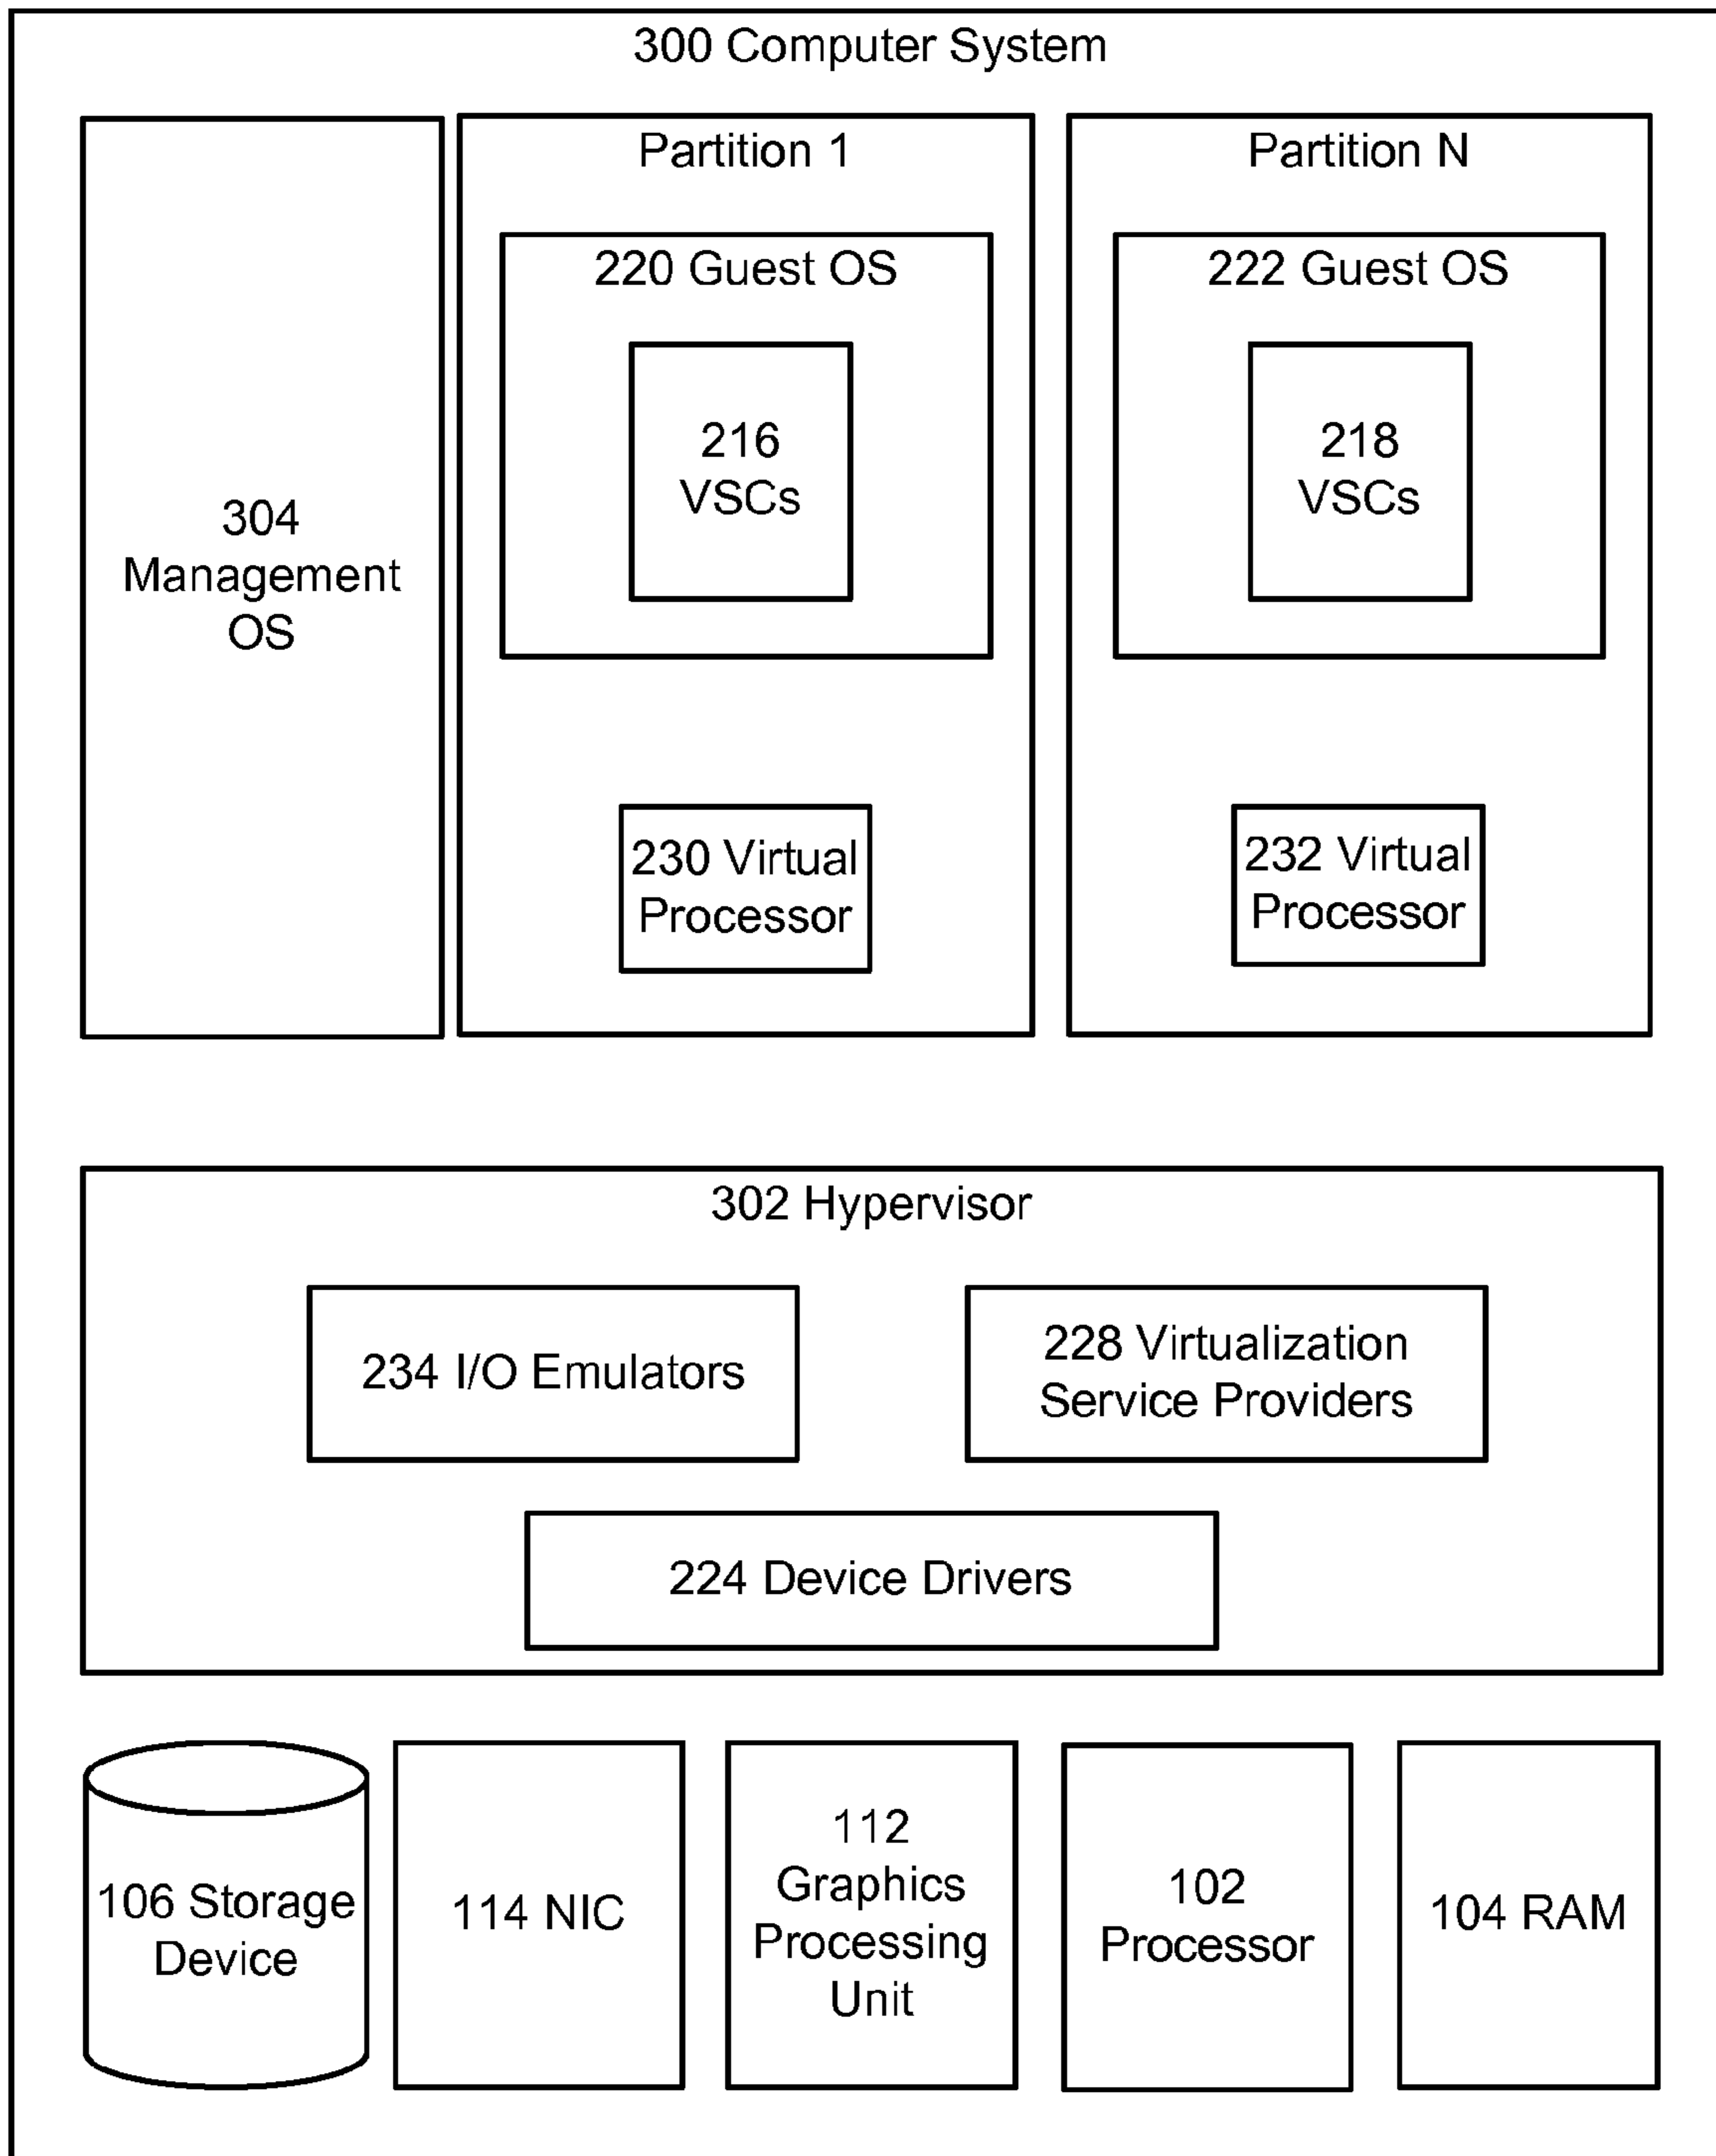 300 Computer System
304
Management
OS
Partition 1
220 Guest OS
216
VSCs
230 Virtual
Processor
Partition N
222 Guest OS
218
VSCs
232 Virtual
Processor
302 Hypervisor
234 I/O Emulators
228 Virtualization
Service Providers
224 Device Drivers
106 Storage
Device
114 NIC
112
Graphics
Processing
Unit
102
Processor
104 RAM